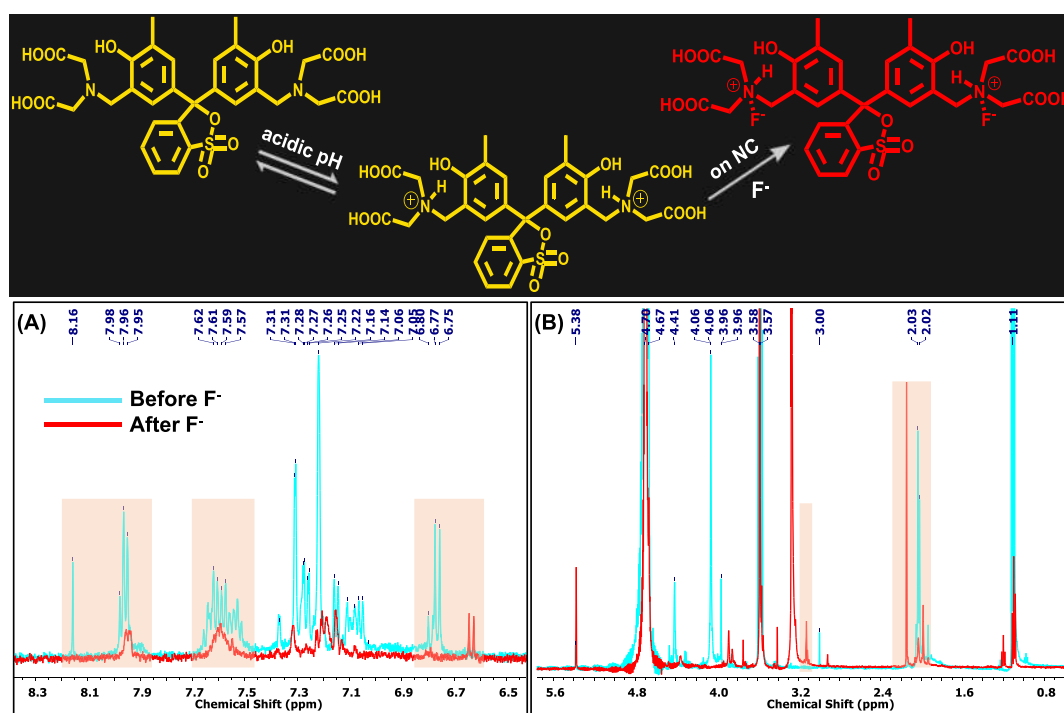 HOOC OH OH COOH
HOOC N N COOH
O
S O
O
acidic pH
HOOC OH OH COOH
HOOC N H H N COOH
+ +
O
S O
O
on NC
F-
HOOC HO OH COOH
HOOC N H H N COOH
+ +
F- F-
O
S O
O
(A)
8.16
7.98
7.96
7.95
7.62
7.61
7.59
7.57
7.31
7.31
7.28
7.27
7.26
7.25
7.22
7.16
7.14
7.06
7.05
6.80
6.77
6.75
Before F-
After F-
8.3 8.1 7.9 7.7 7.5 7.3 7.1 6.9 6.7 6.5
Chemical Shift (ppm)
(B)
5.38
4.70
4.67
4.41
4.06
4.06
3.96
3.96
3.58
3.57
3.00
2.03
2.02
1.11
5.6 4.8 4.0 3.2 2.4 1.6 0.8
Chemical Shift (ppm)